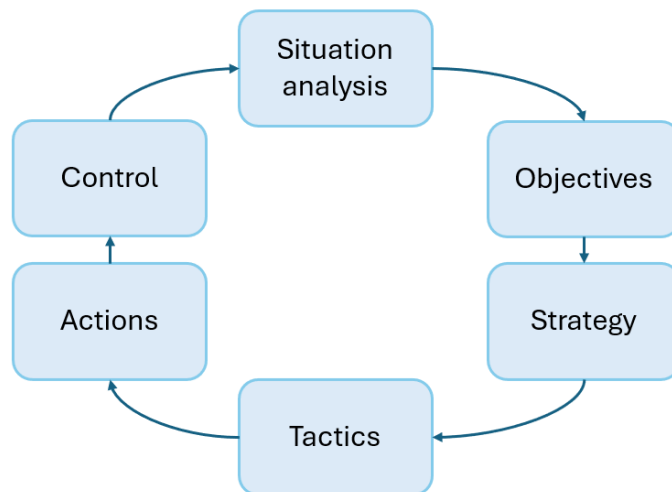 Situation
analysis
Objectives
Strategy
Tactics
Actions
Control